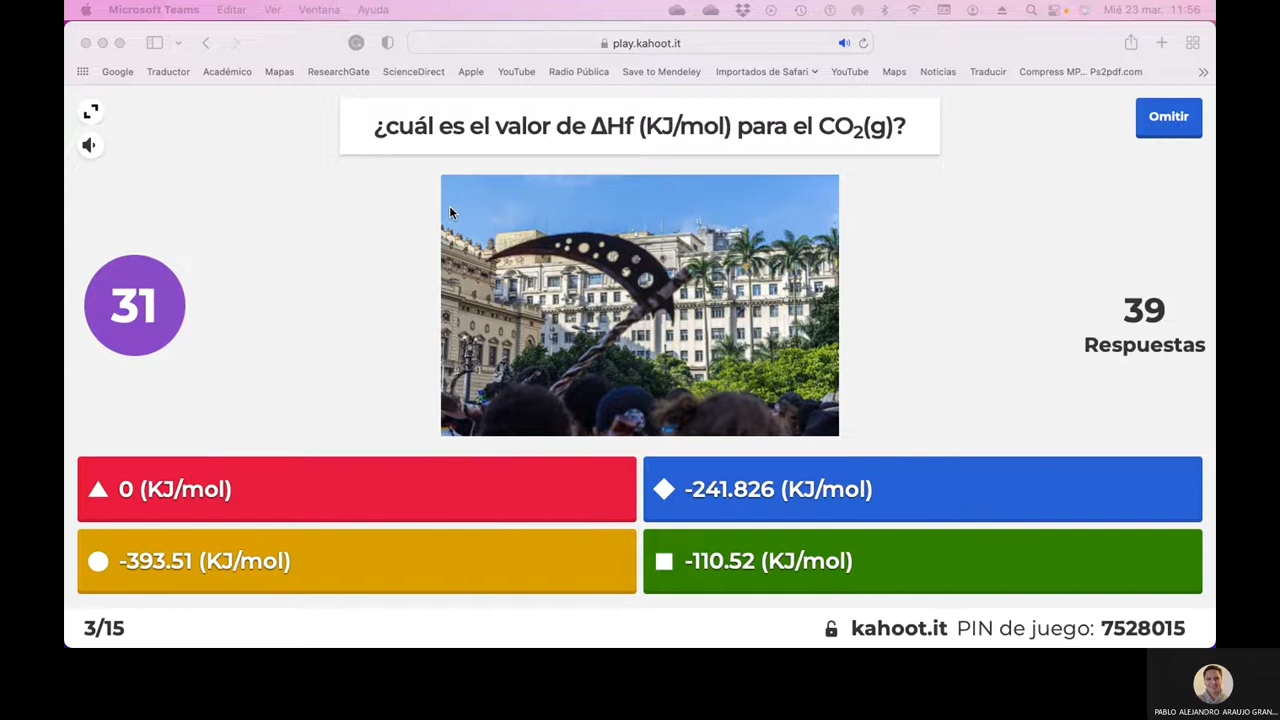 Microsoft Teams Editar Ver Ventana Ayuda Mié 23 mar. 11:56
play.kahoot.it
Google Traductor Académico Mapas ResearchGate ScienceDirect Apple YouTube Radio Pública Save to Mendeley Importados de Safari YouTube Maps Noticias Traducir Compress MP... Ps2pdf.com
¿cuál es el valor de ΔHf (KJ/mol) para el CO₂(g)?
Omitir
31
39
Respuestas
0 (KJ/mol)
-241.826 (KJ/mol)
-393.51 (KJ/mol)
-110.52 (KJ/mol)
3/15
kahoot.it PIN de juego: 7528015
PABLO ALEJANDRO ARAUJO GRAN...